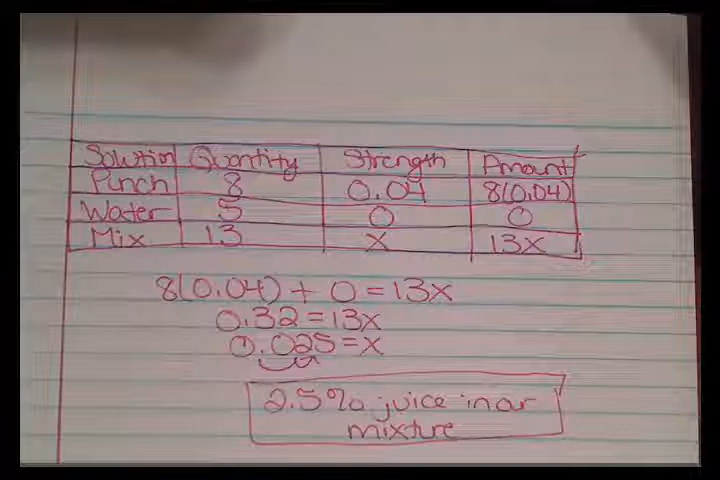 Solution Quantity Strength Amount
Punch 8 0.04 8(0.04)
Water 5 0 0
Mix 13 x 13x
8(0.04) + 0 = 13x
0.32 = 13x
0.025 = x
2.5% juice in our
mixture